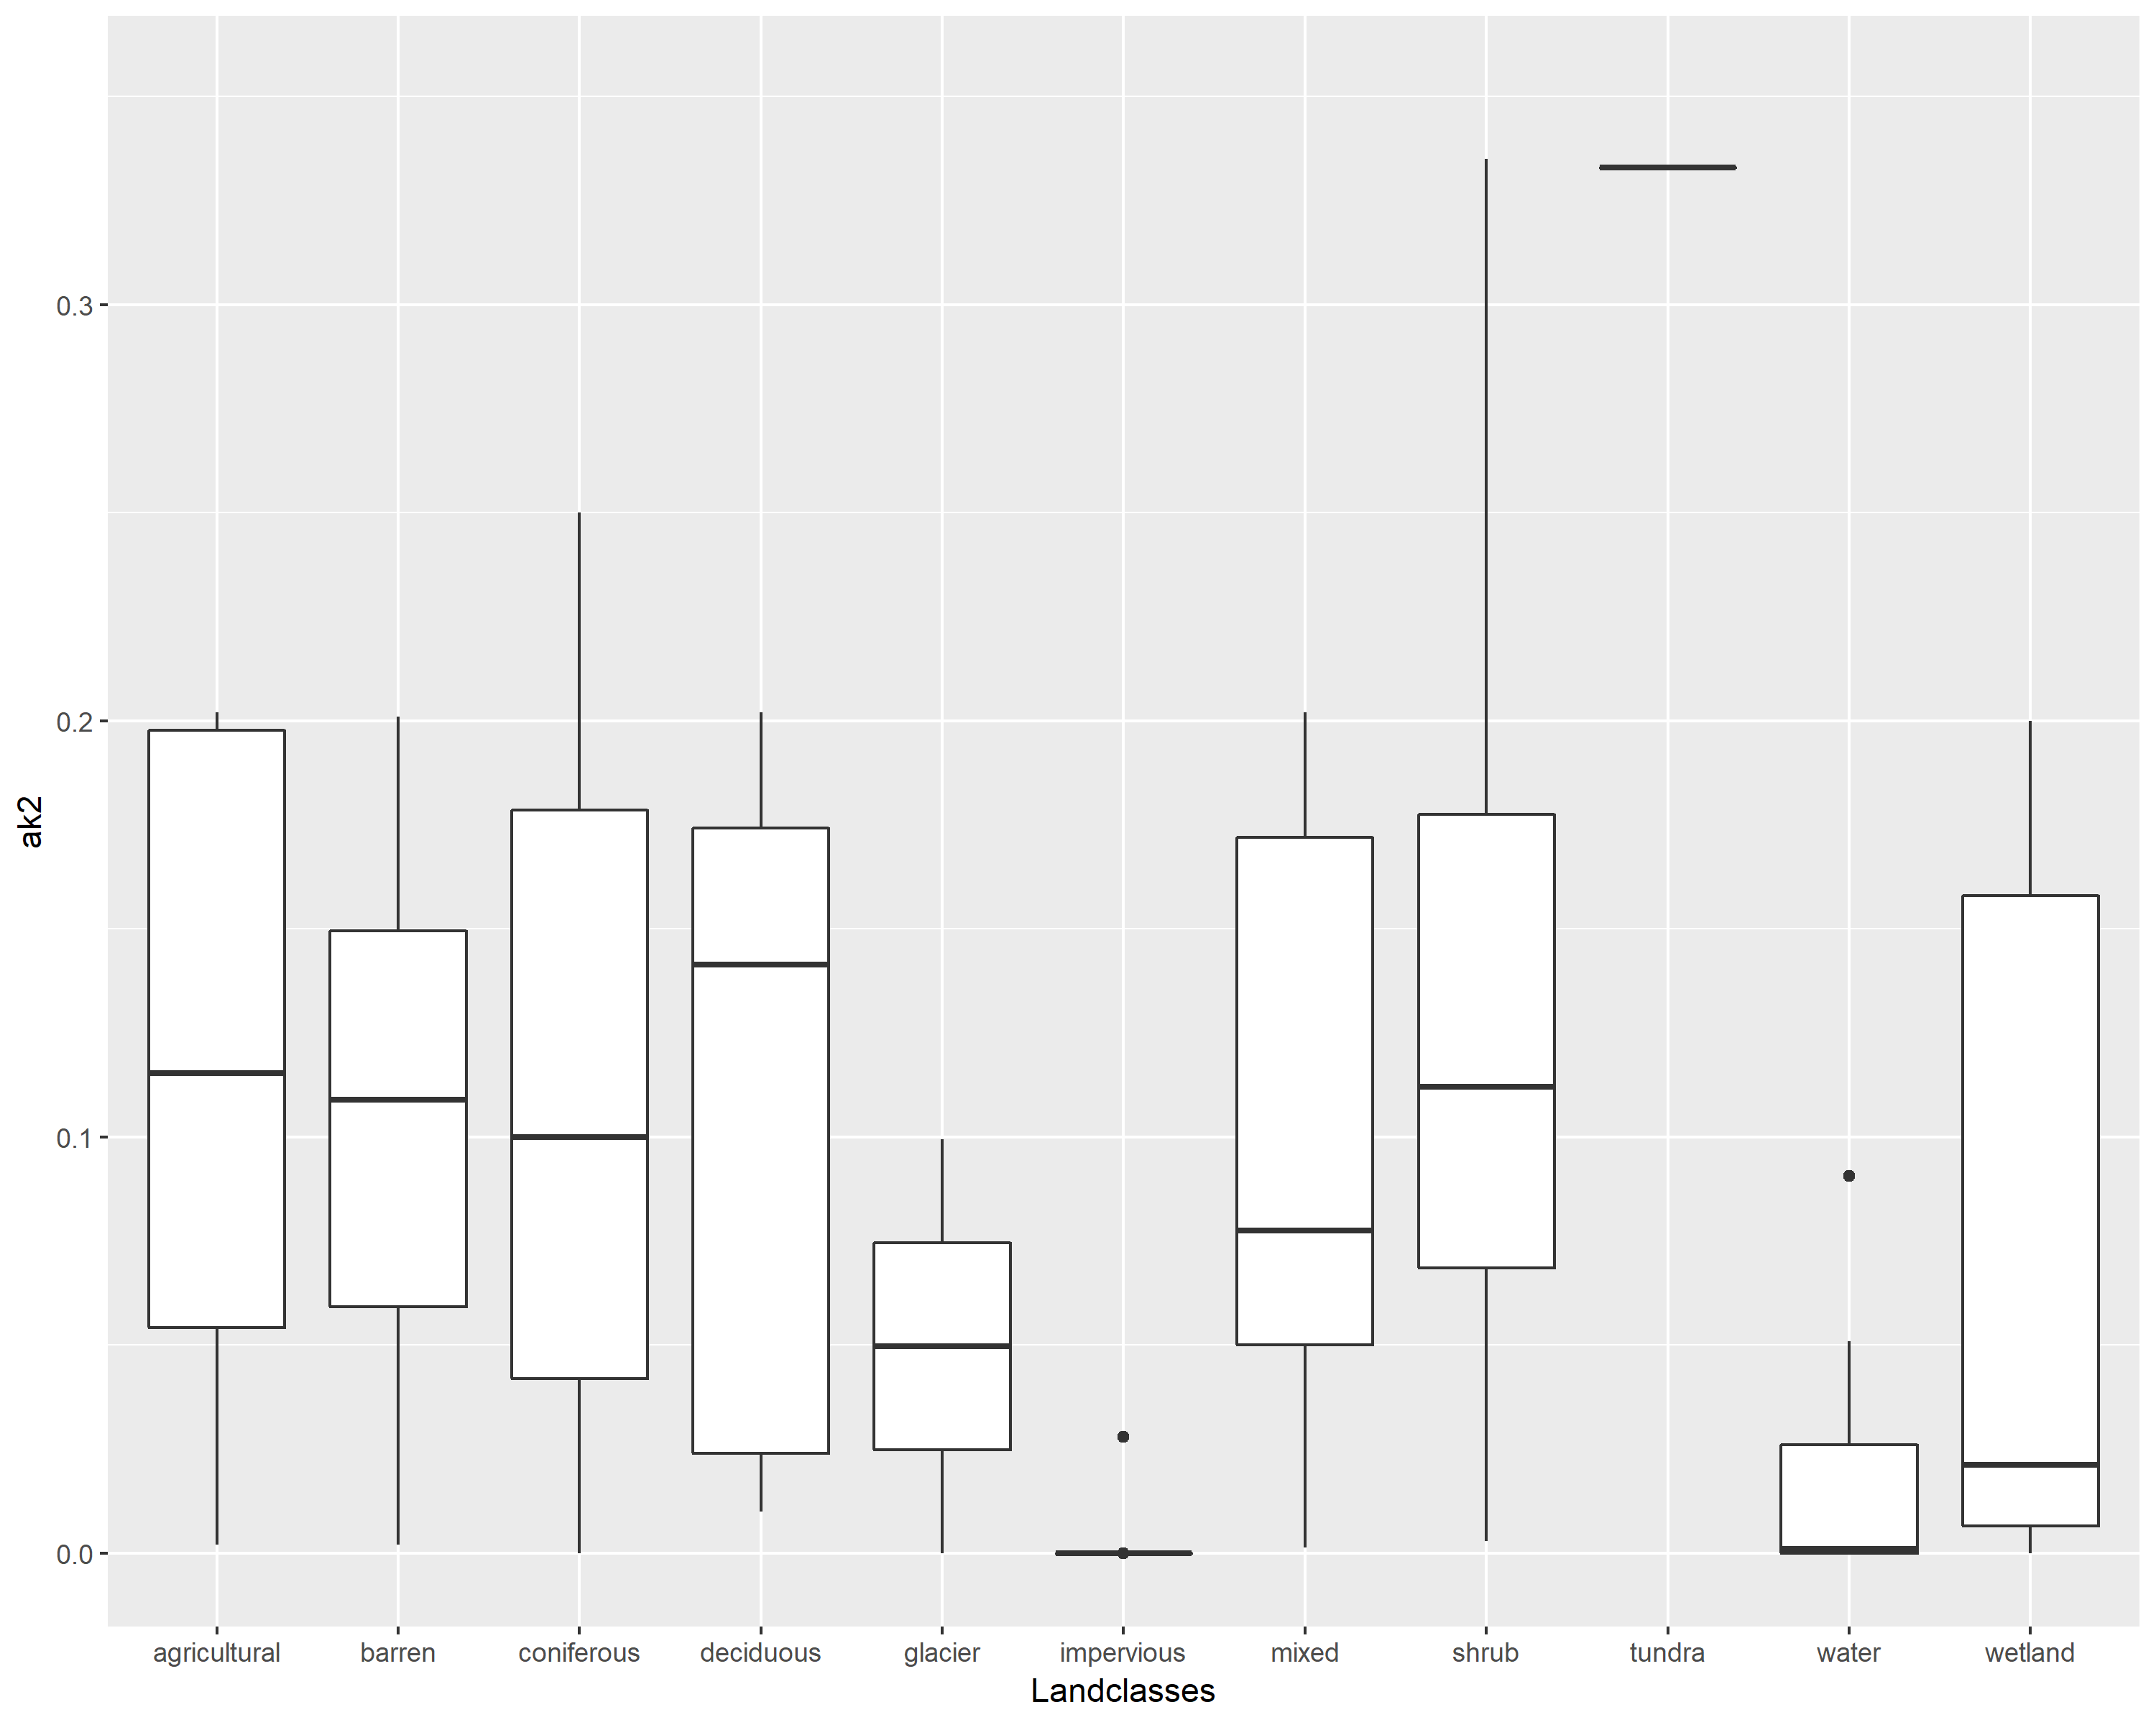 ak2
0.3
0.2
0.1
0.0
agricultural barren coniferous deciduous glacier impervious mixed shrub tundra water wetland
Landclasses